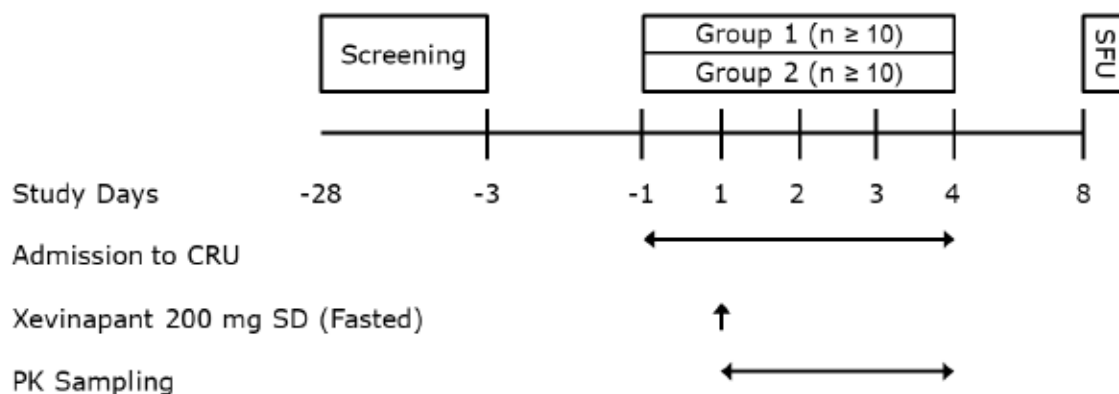 Screening
Group 1 (n ≥ 10)
Group 2 (n ≥ 10)
SFU
Study Days -28 -3 -1 1 2 3 4 8
Admission to CRU
Xevinapant 200 mg SD (Fasted)
PK Sampling